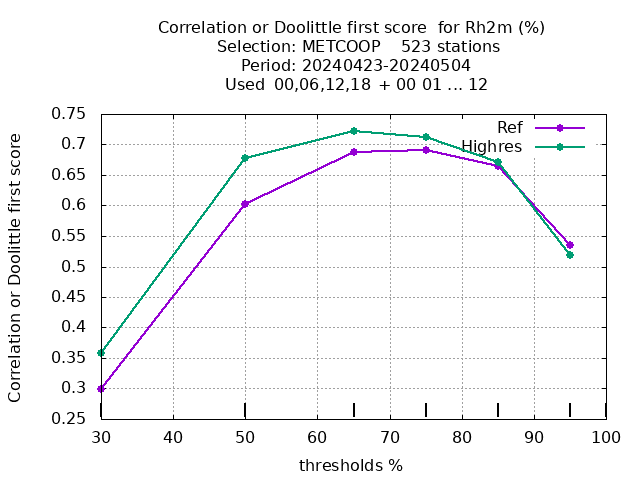 Correlation or Doolittle first score  for Rh2m (%)
Selection: METCOOP    523 stations
Period: 20240423-20240504
Used  00,06,12,18 + 00 01 ... 12
Correlation or Doolittle first score
0.75
0.7
0.65
0.6
0.55
0.5
0.45
0.4
0.35
0.3
0.25
Ref
Highres
30 40 50 60 70 80 90 100
thresholds %